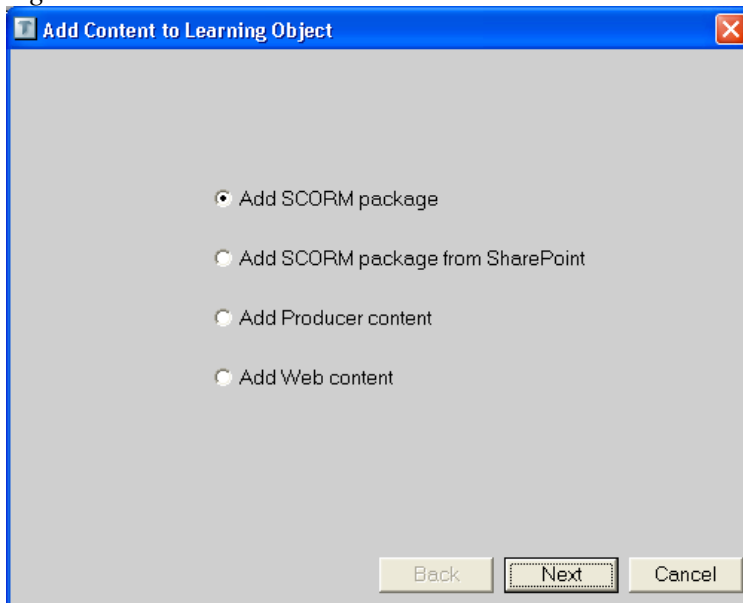 Add Content to Learning Object
Add SCORM package
Add SCORM package from SharePoint
Add Producer content
Add Web content
Back Next Cancel